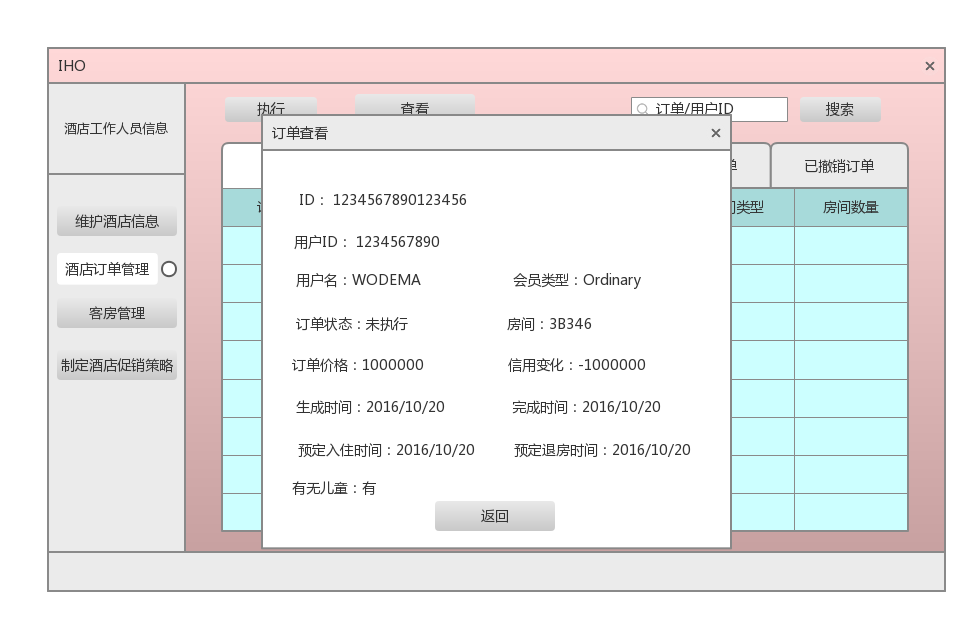 IHO
×
酒店工作人员信息
执行
查看
订单/用户ID
搜索
订单查看
×
已撤销订单
类型
房间数量
ID： 1234567890123456
用户ID： 1234567890
用户名：WODEMA
会员类型：Ordinary
订单状态：未执行
房间：3B346
订单价格：1000000
信用变化：-1000000
生成时间：2016/10/20
完成时间：2016/10/20
预定入住时间：2016/10/20
预定退房时间：2016/10/20
有无儿童：有
返回
维护酒店信息
酒店订单管理
客房管理
制定酒店促销策略